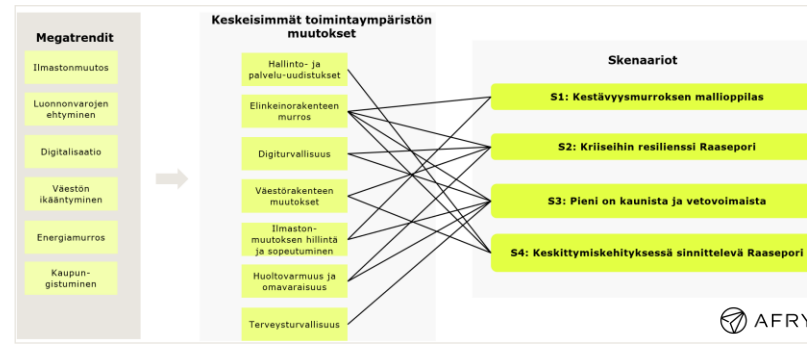 Megatrendit
Ilmastonmuutos
Luonnonvarojen
ehtyminen
Digitalisaatio
Väestön
ikääntyminen
Energiamurros
Kaupun-
gistuminen
Keskeisimmät toimintaympäristön
muutokset
Hallinto- ja
palvelu-uudistukset
Elinkeinorakenteen
murros
Digiturvallisuus
Väestörakenteen
muutokset
Ilmaston-
muutoksen hillintä
ja sopeutuminen
Huoltovarmuus ja
omavaraisuus
Terveysturvallisuus
Skenaariot
S1: Kestävyysmurroksen mallioppilas
S2: Kriiseihin resilienssi Raasepori
S3: Pieni on kaunista ja vetovoimaista
S4: Keskittymiskehityksessä sinnittelevä Raasepori
AFRY